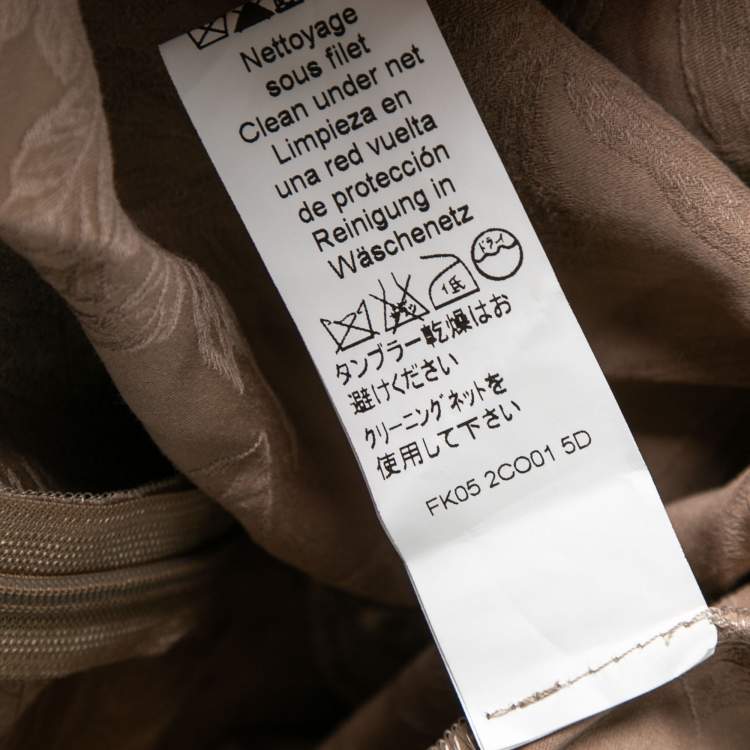 Nettoyage
sous filet
Clean under net
Limpieza en
una red vuelta
de protección
Reinigung in
Wäschenetz
低
ドライ
タンブラー乾燥はお
避けください
クリーニングネットを
使用して下さい
FK05 2CO01 5D